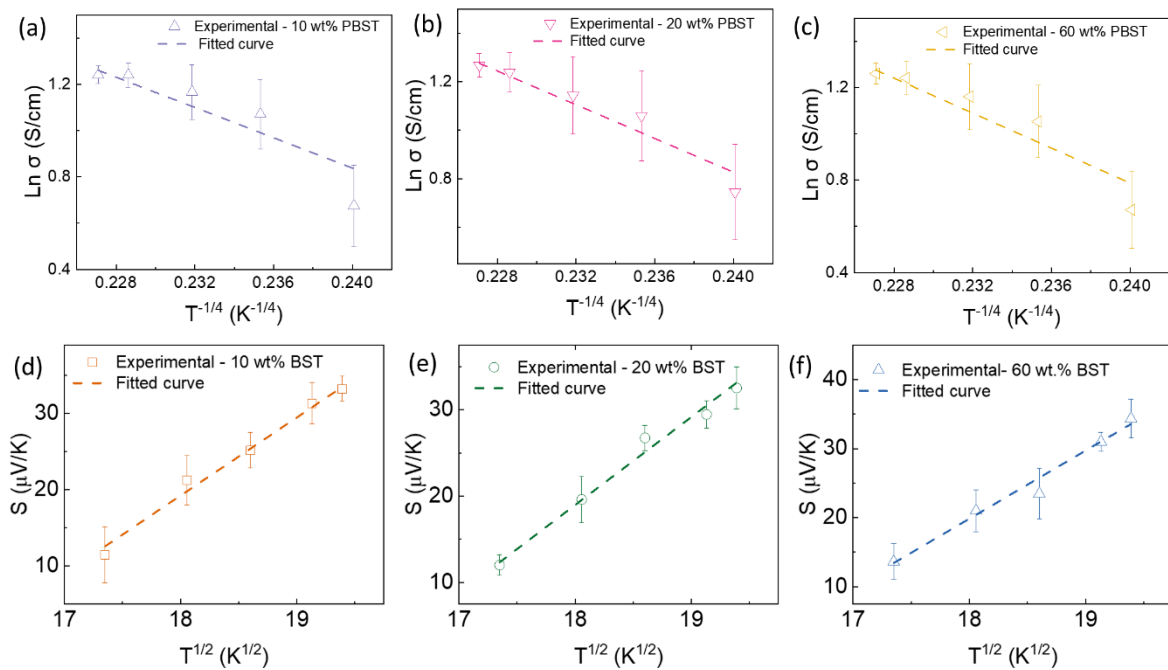 (a)
Experimental - 10 wt% PBST
Fitted curve
1.2
0.8
0.4
Ln σ (S/cm)
0.228
0.232
0.236
0.240
T-1/4 (K-1/4)
(b)
Experimental - 20 wt% PBST
Fitted curve
1.2
0.8
Ln σ (S/cm)
0.228
0.232
0.236
0.240
T-1/4 (K-1/4)
(c)
Experimental - 60 wt% PBST
Fitted curve
1.2
0.8
0.4
Ln σ (S/cm)
0.228
0.232
0.236
0.240
T-1/4 (K-1/4)
(d)
Experimental - 10 wt% BST
Fitted curve
30
20
10
S (μV/K)
17
18
19
T1/2 (K1/2)
(e)
Experimental - 20 wt% BST
Fitted curve
30
20
10
S (μV/K)
17
18
19
T1/2 (K1/2)
(f)
Experimental- 60 wt.% BST
Fitted curve
40
30
20
10
S (μV/K)
17
18
19
T1/2 (K1/2)